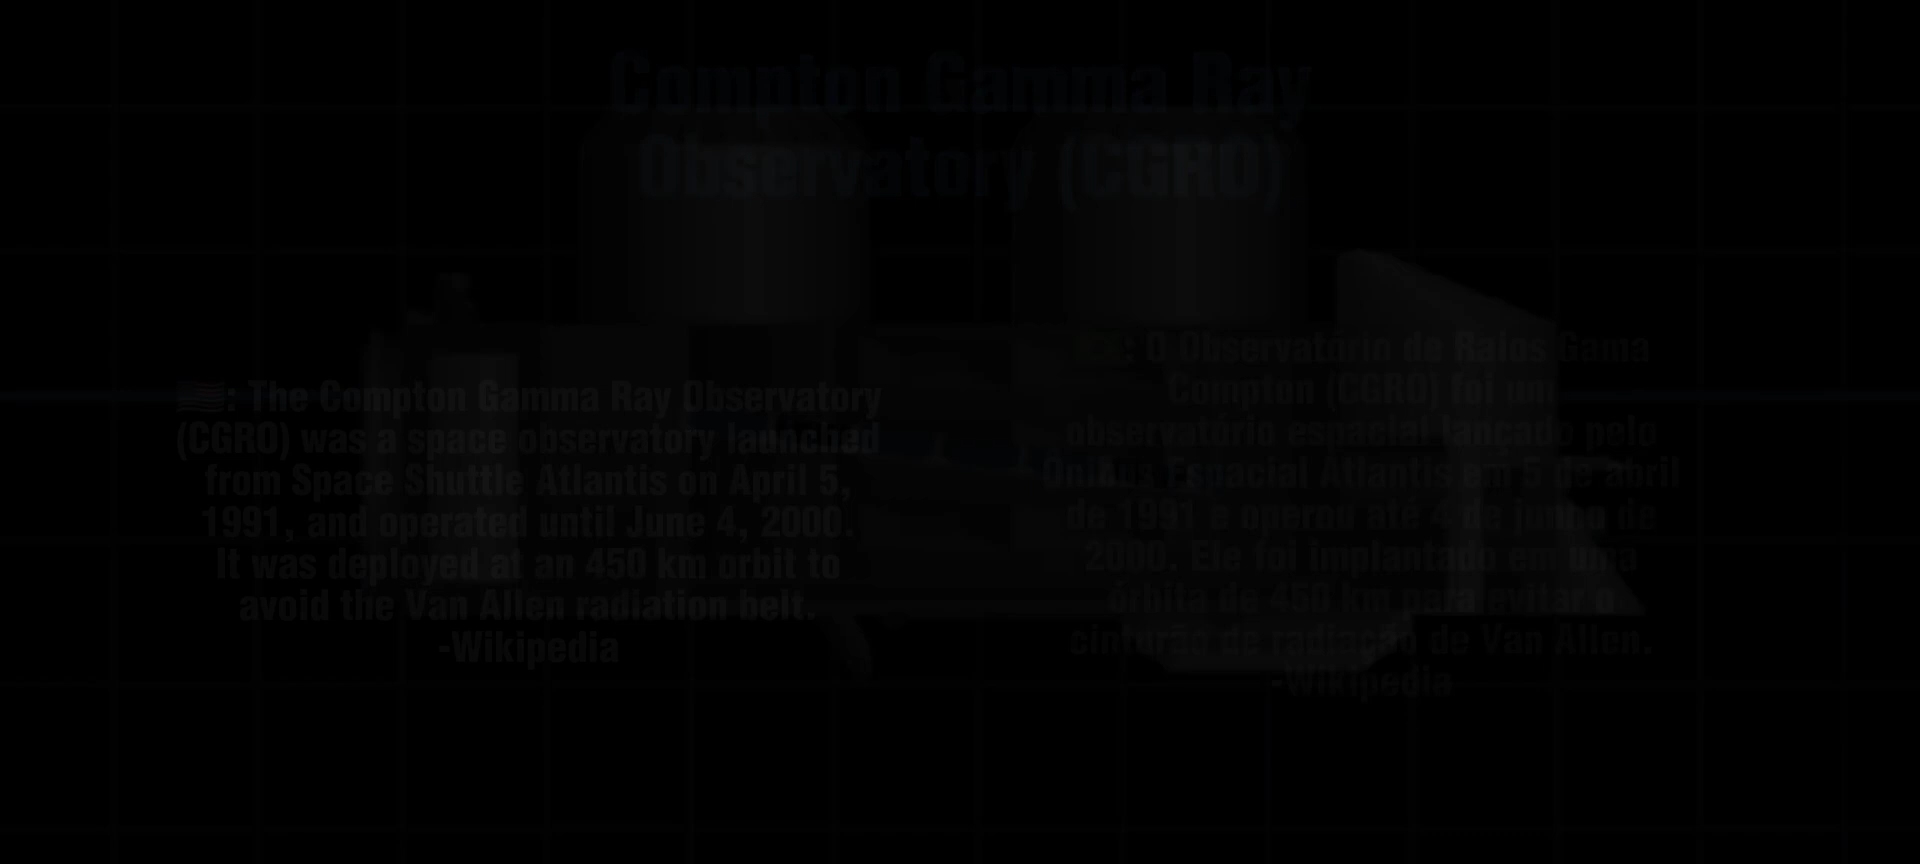 Compton Gamma Ray
Observatory (CGRO)
: The Compton Gamma Ray Observatory
(CGRO) was a space observatory launched
from Space Shuttle Atlantis on April 5,
1991, and operated until June 4, 2000.
It was deployed at an 450 km orbit to
avoid the Van Allen radiation belt.
-Wikipedia
: O Observatório de Raios Gama
Compton (CGRO) foi um
observatório espacial lançado pelo
Ônibus Espacial Atlantis em 5 de abril
de 1991 e operou até 4 de junho de
2000. Ele foi implantado em uma
órbita de 450 km para evitar o
cinturão de radiação de Van Allen.
-Wikipedia